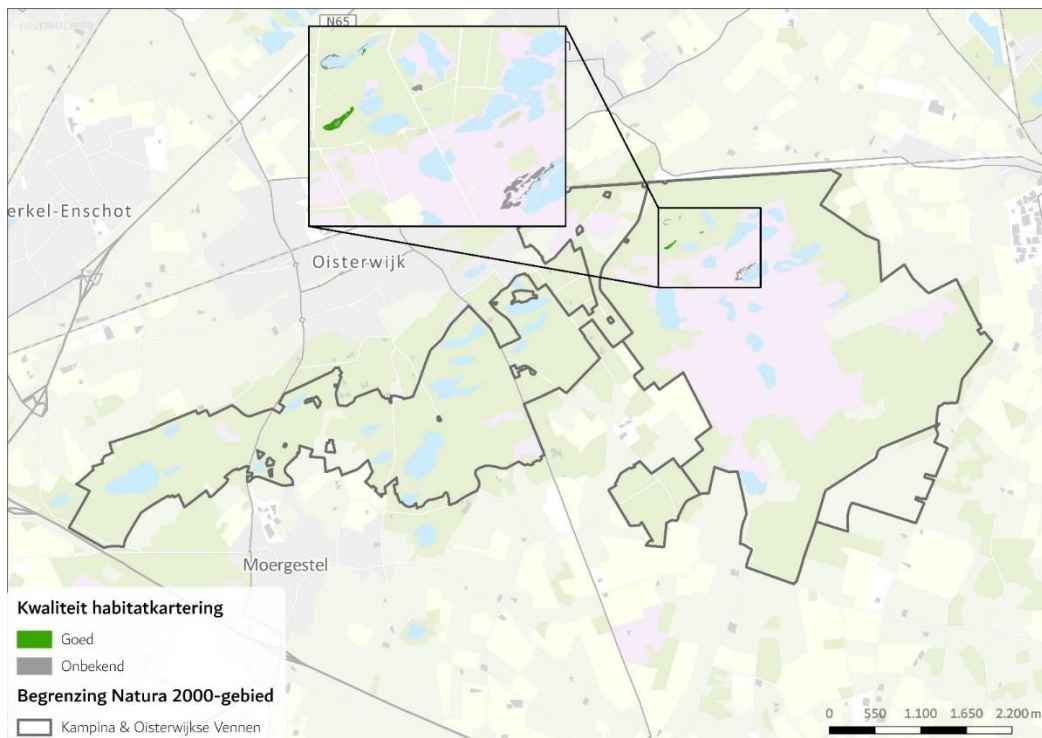 N65
n
erkel-Enschot
Oisterwijk
Moergestel
Kwaliteit habitatkartering
Goed
Onbekend
Begrenzing Natura 2000-gebied
Kampina & Oisterwijkse Vennen
0 550 1.100 1.650 2.200 m